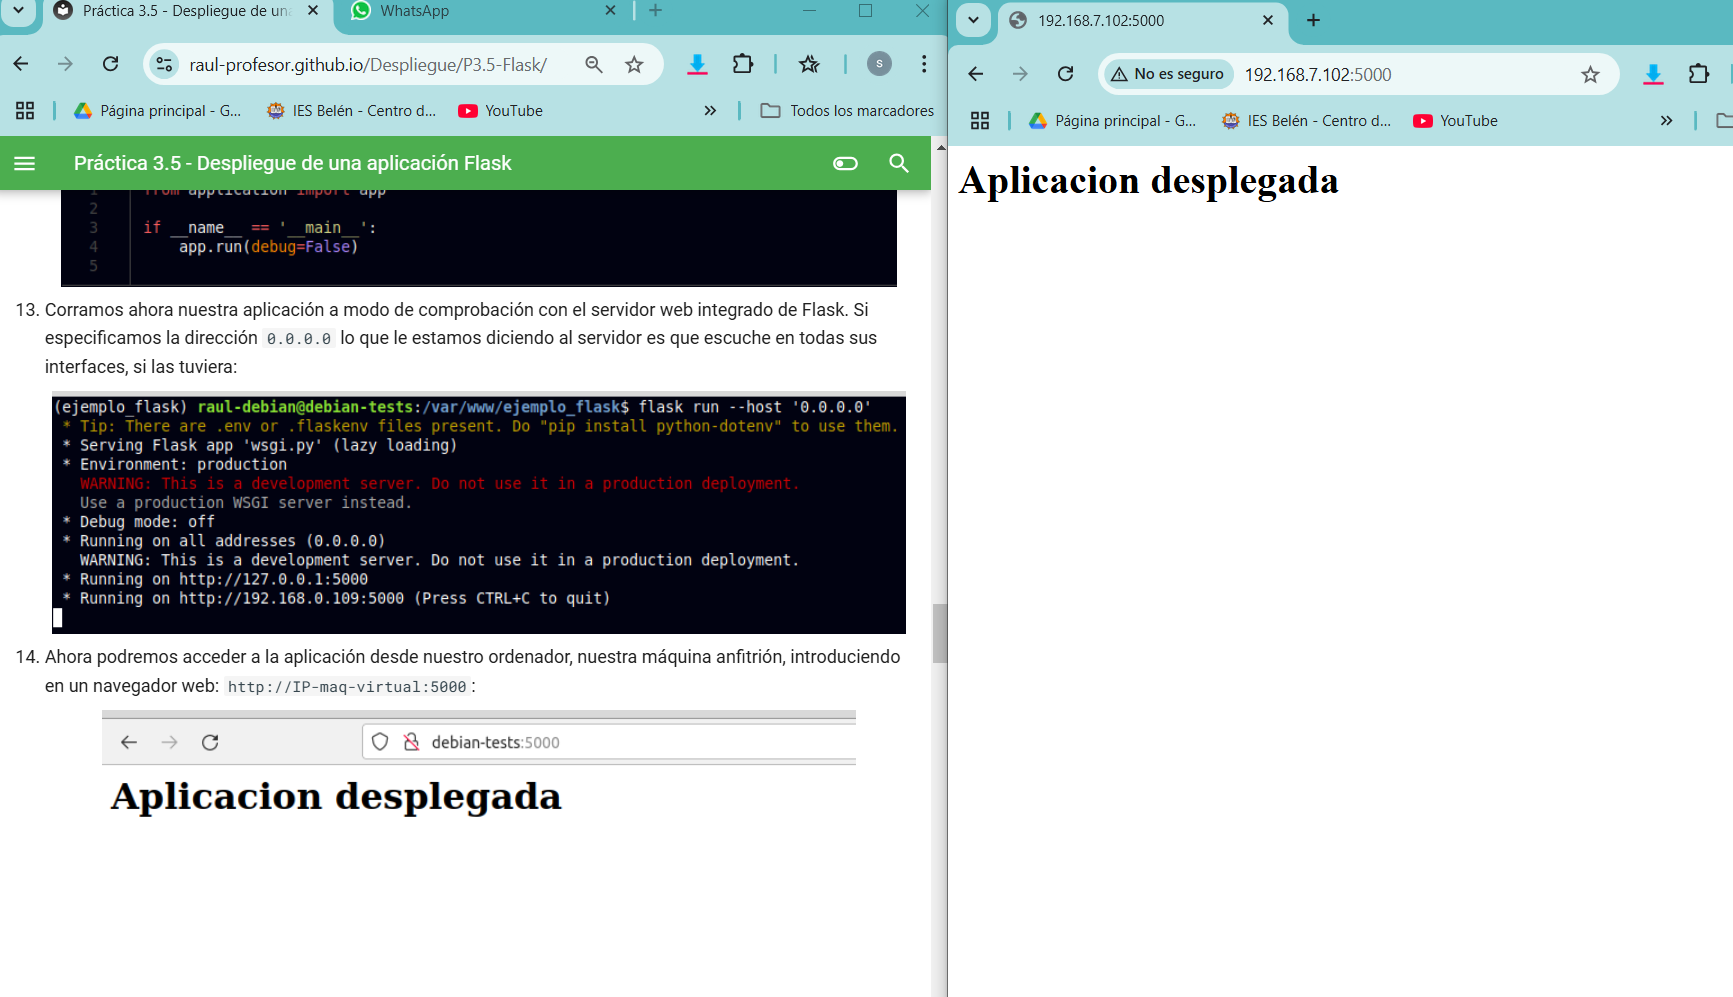 Práctica 3.5 - Despliegue de un
WhatsApp
raul-profesor.github.io/Despliegue/P3.5-Flask/
S
Página principal - G...
IES Belén - Centro d...
YouTube
»
Todos los marcadores
Práctica 3.5 - Despliegue de una aplicación Flask
1 from application import app
2
3 if __name__ == '__main__':
4 app.run(debug=False)
5
13. Corramos ahora nuestra aplicación a modo de comprobación con el servidor web integrado de Flask. Si
especificamos la dirección 0.0.0.0 lo que le estamos diciendo al servidor es que escuche en todas sus
interfaces, si las tuviera:
(ejemplo_flask) raul-debian@debian-tests:/var/www/ejemplo_flask$ flask run --host '0.0.0.0'
* Tip: There are .env or .flaskenv files present. Do "pip install python-dotenv" to use them.
* Serving Flask app 'wsgi.py' (lazy loading)
* Environment: production
WARNING: This is a development server. Do not use it in a production deployment.
Use a production WSGI server instead.
* Debug mode: off
* Running on all addresses (0.0.0.0)
WARNING: This is a development server. Do not use it in a production deployment.
* Running on http://127.0.0.1:5000
* Running on http://192.168.0.109:5000 (Press CTRL+C to quit)
14. Ahora podremos acceder a la aplicación desde nuestro ordenador, nuestra máquina anfitrión, introduciendo
en un navegador web: http://IP-maq-virtual:5000 :
debian-tests:5000
Aplicacion desplegada
192.168.7.102:5000
No es seguro
192.168.7.102:5000
Página principal - G...
IES Belén - Centro d...
YouTube
»
Aplicacion desplegada